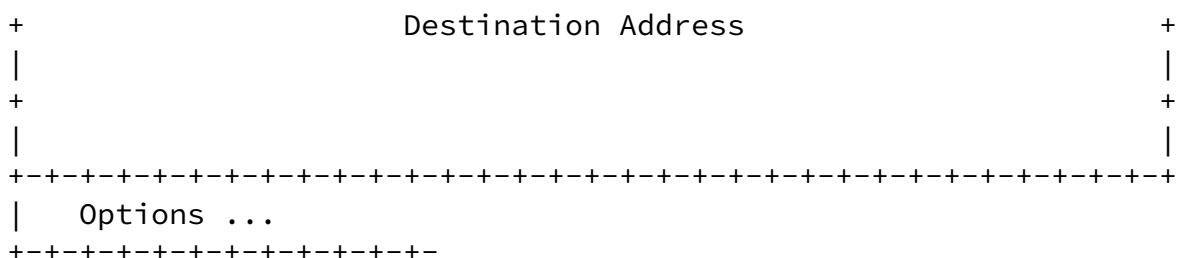 +                     Destination Address                       +
|                                                               |
+                                                               +
|                                                               |
+-+-+-+-+-+-+-+-+-+-+-+-+-+-+-+-+-+-+-+-+-+-+-+-+-+-+-+-+-+-+-+-+
|   Options ...
+-+-+-+-+-+-+-+-+-+-+-+-